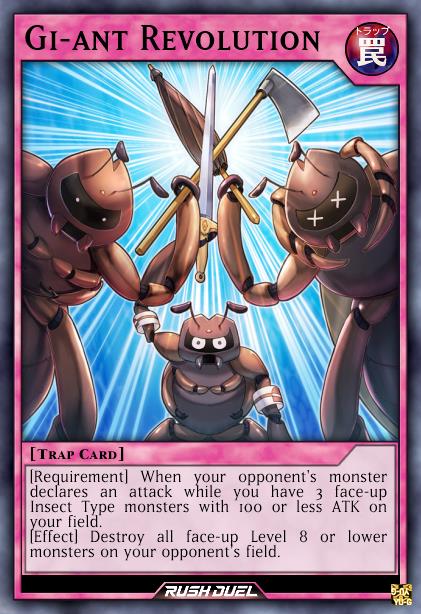 Gi-ant Revolution
トラップ
罠
[Trap Card]
[Requirement] When your opponent's monster
declares an attack while you have 3 face-up
Insect Type monsters with 100 or less ATK on
your field.
[Effect] Destroy all face-up Level 8 or lower
monsters on your opponent's field.
RUSH DUEL